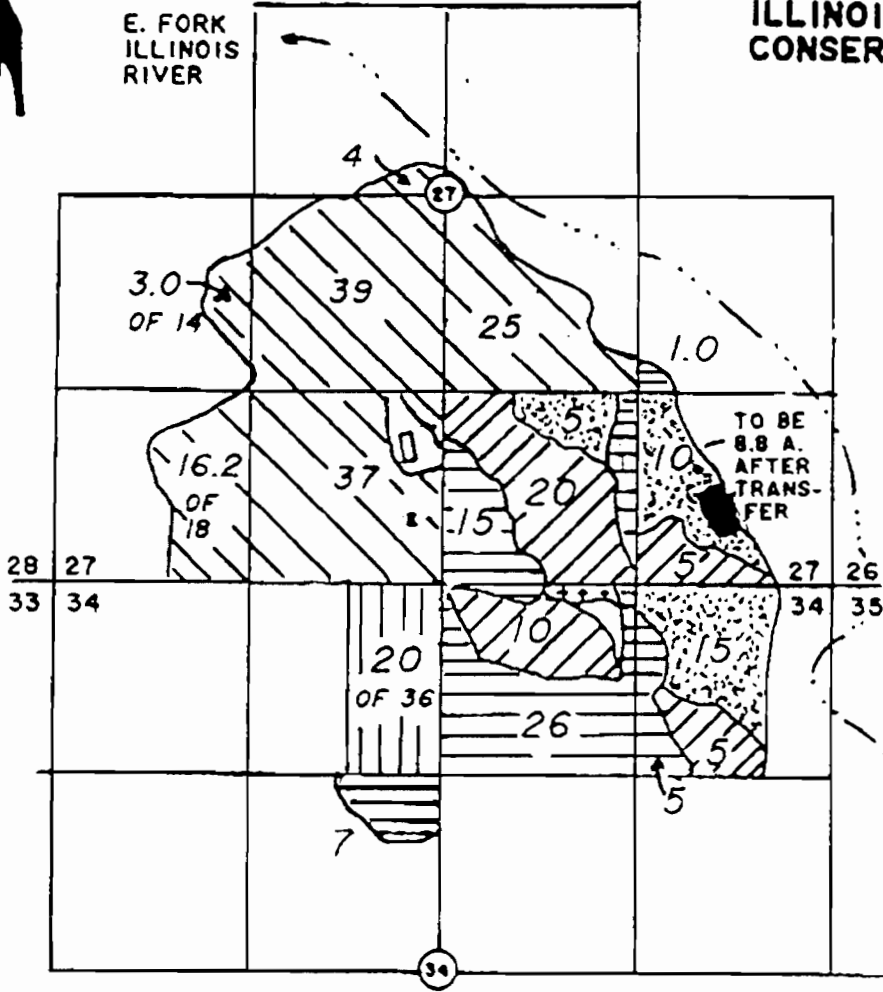 E. FORK
ILLINOIS
RIVER
ILLINOI
CONSER
4
27
3.0
OF 14
39
25
1.0
5
10
TO BE
8.8 A.
AFTER
TRANS-
FER
16.2
OF
18
37
15
20
5
28 27
33 34
27 26
34 35
10
15
20
OF 36
26
5
5
7
34